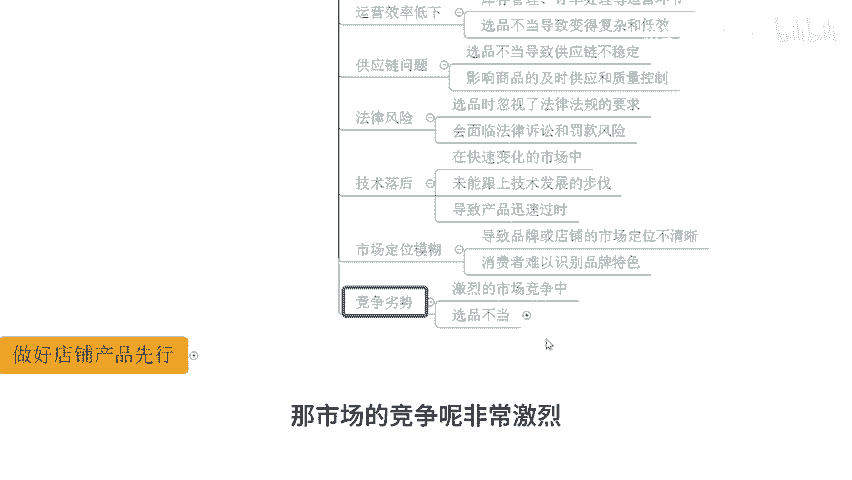 库存管理、订单处理等运营环节
运营效率低下
选品不当导致变得复杂和低效
选品不当导致供应链不稳定
供应链问题
影响商品的及时供应和质量控制
选品时忽视了法律法规的要求
法律风险
会面临法律诉讼和罚款风险
在快速变化的市场中
技术落后
未能跟上技术发展的步伐
导致产品迅速过时
导致品牌或店铺的市场定位不清晰
市场定位模糊
消费者难以识别品牌特色
激烈的市场竞争中
竞争劣势
选品不当
做好店铺产品先行
那市场的竞争呢非常激烈
bilibili